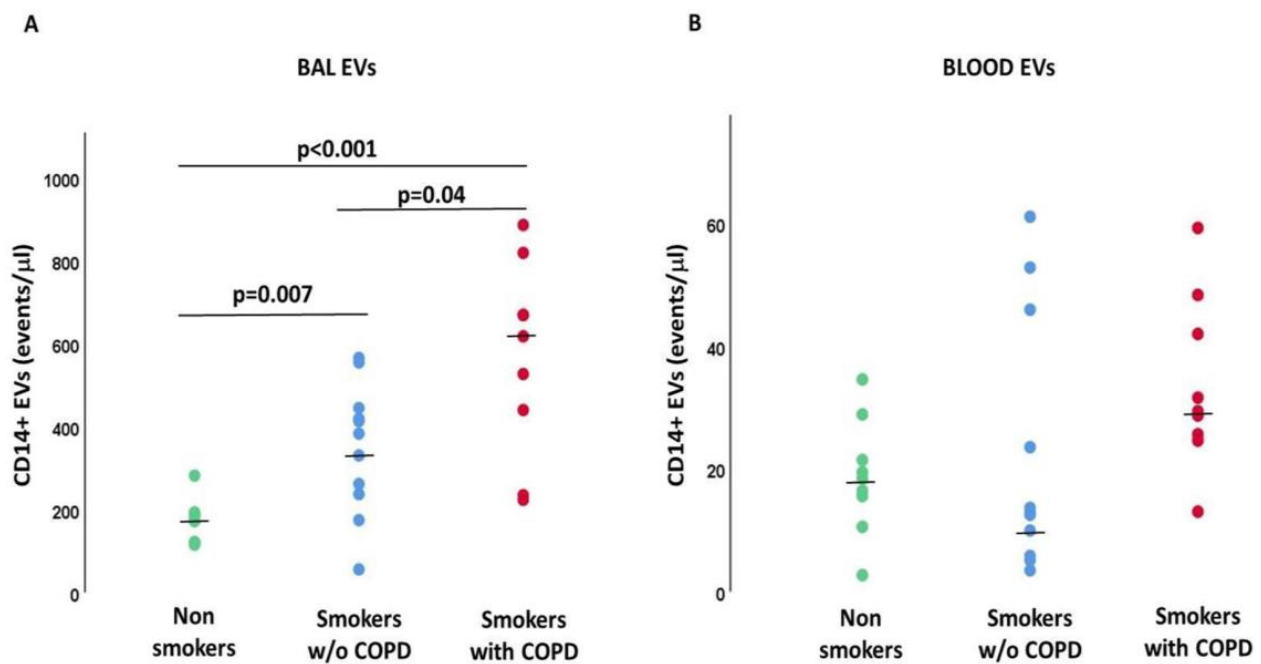 A
BAL EVs
p<0.001
p=0.04
p=0.007
CD14+ EVs (events/µl)
1000
800
600
400
200
0
Non
smokers
Smokers
w/o COPD
Smokers
with COPD
B
BLOOD EVs
CD14+ EVs (events/µl)
60
40
20
0
Non
smokers
Smokers
w/o COPD
Smokers
with COPD